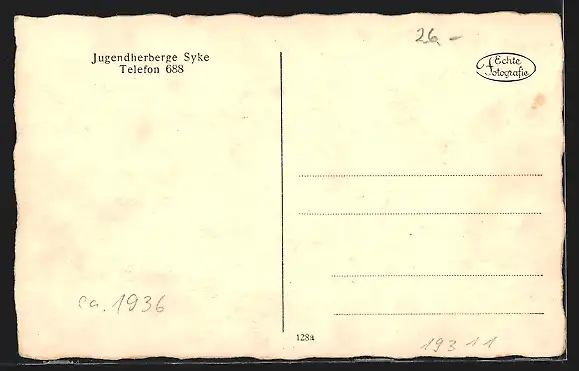 26,-
Jugendherberge Syke
Telefon 688
Echte
Fotografie
ca. 1936
128a
19311